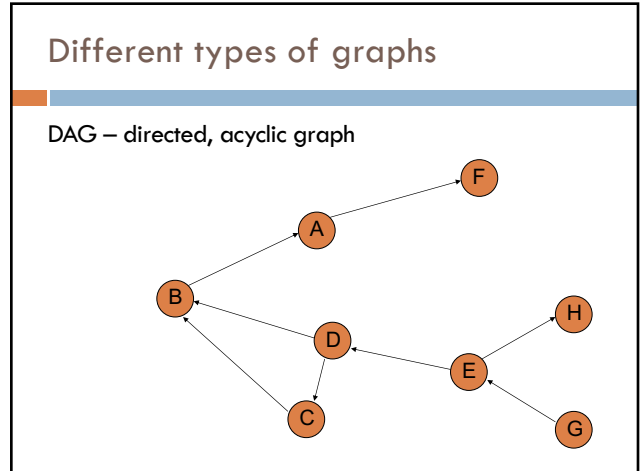 Different types of graphs
DAG – directed, acyclic graph
F
A
B
H
D
E
C
G